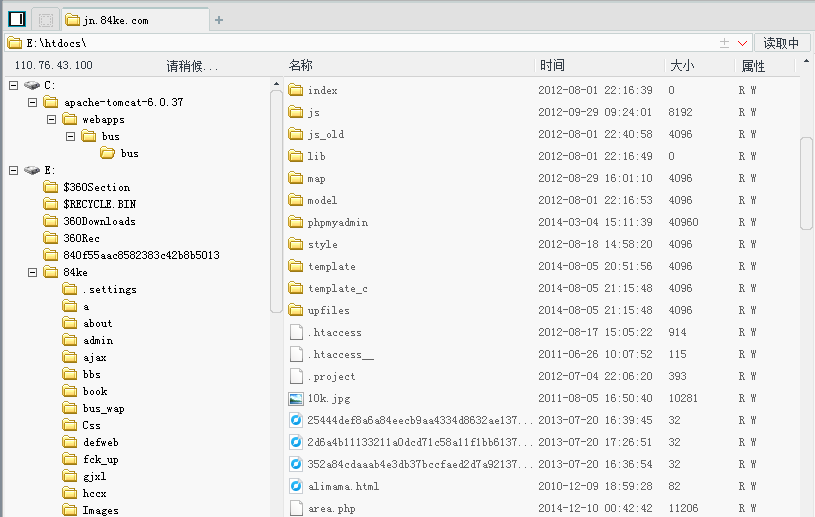 jn.84ke.com
E:\htdocs\
读取中
110.76.43.100 请稍候...
名称 时间 大小 属性
C:
apache-tomcat-6.0.37
webapps
bus
bus
E:
$360Section
$RECYCLE.BIN
360Downloads
360Rec
840f55aac8582383c42b8b5013
84ke
.settings
a
about
admin
ajax
bbs
book
bus_wap
Css
defweb
fck_up
gjxl
hccx
Images
index 2012-08-01 22:16:39 0 R W
js 2012-09-29 09:24:01 8192 R W
js_old 2012-08-01 22:40:58 4096 R W
lib 2012-08-01 22:16:49 0 R W
map 2012-08-29 16:01:10 4096 R W
model 2012-08-01 22:16:53 4096 R W
phpmyadmin 2014-03-04 15:11:39 40960 R W
style 2012-08-18 14:58:20 4096 R W
template 2014-08-05 20:51:56 4096 R W
template_c 2014-08-05 21:15:48 4096 R W
upfiles 2014-08-05 21:15:48 4096 R W
.htaccess 2012-08-17 15:05:22 914 R W
.htaccess__ 2011-06-26 10:07:52 115 R W
.project 2012-07-04 22:06:20 393 R W
10k.jpg 2011-08-05 16:50:40 10281 R W
25444def8a6a84eecb9aa4334d8632ae137... 2013-07-20 16:39:45 32 R W
2d6a4b11133211a0dcd71c58a11f1bb6137... 2013-07-20 17:26:51 32 R W
352a84cdaaab4e3db37bccfaed2d7a92137... 2013-07-20 16:36:54 32 R W
alimama.html 2010-12-09 18:59:28 82 R W
area.php 2014-12-10 00:42:42 11206 R W